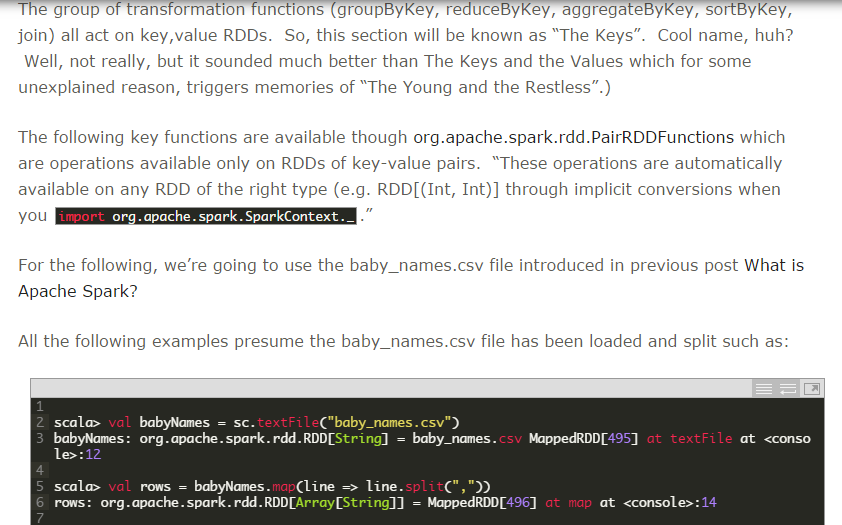 The group of transformation functions (groupByKey, reduceByKey, aggregateByKey, sortByKey,
join) all act on key,value RDDs.  So, this section will be known as “The Keys”.  Cool name, huh?
Well, not really, but it sounded much better than The Keys and the Values which for some
unexplained reason, triggers memories of “The Young and the Restless”.)
The following key functions are available though org.apache.spark.rdd.PairRDDFunctions which
are operations available only on RDDs of key-value pairs.  “These operations are automatically
available on any RDD of the right type (e.g. RDD[(Int, Int)] through implicit conversions when
you import org.apache.spark.SparkContext._ .”
For the following, we’re going to use the baby_names.csv file introduced in previous post What is
Apache Spark?
All the following examples presume the baby_names.csv file has been loaded and split such as:
1
2 scala> val babyNames = sc.textFile("baby_names.csv")
3 babyNames: org.apache.spark.rdd.RDD[String] = baby_names.csv MappedRDD[495] at textFile at <conso
le>:12
4
5 scala> val rows = babyNames.map(line => line.split(","))
6 rows: org.apache.spark.rdd.RDD[Array[String]] = MappedRDD[496] at map at <console>:14
7